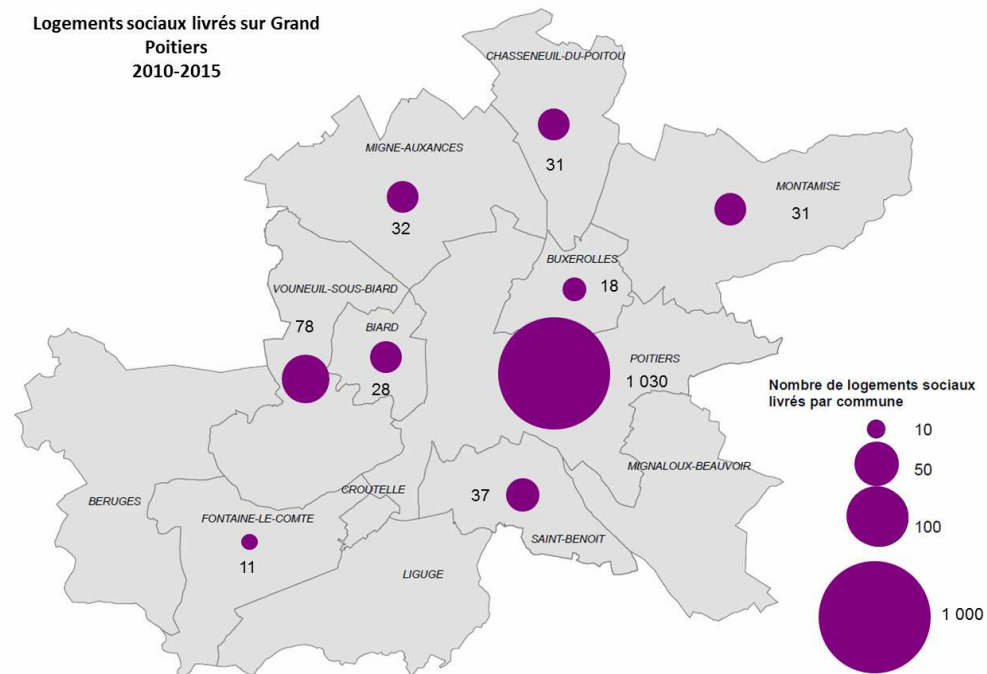 Logements sociaux livrés sur Grand
Poitiers
2010-2015
CHASSENEUIL-DU-POITOU
31
MIGNE-AUXANCES
32
MONTAMISE
31
BUXEROLLES
18
VOUNEUIL-SOUS-BIARD
78
BIARD
28
POITIERS
1 030
Nombre de logements sociaux
livrés par commune
10
50
100
1 000
MIGNALOUX-BEAUVOIR
BERUGES
CROUTELLE
37
SAINT-BENOIT
FONTAINE-LE-COMTE
11
LIGUGE